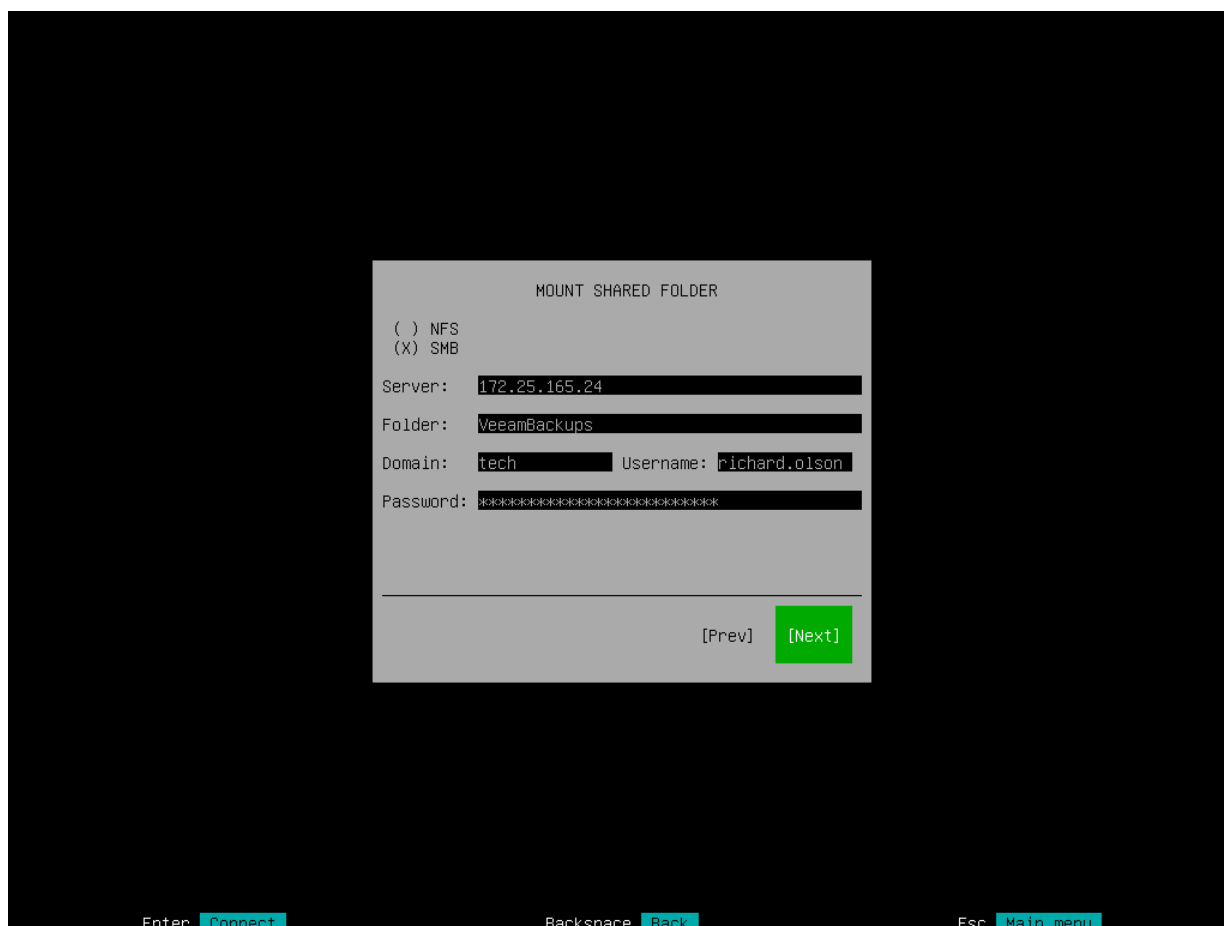 MOUNT SHARED FOLDER
( ) NFS
(X) SMB
Server: 172.25.165.24
Folder: VeeamBackups
Domain: tech Username: richard.olson
Password: *************************
[Prev] [Next]
Enter Connect Backspace Back Esc Main menu